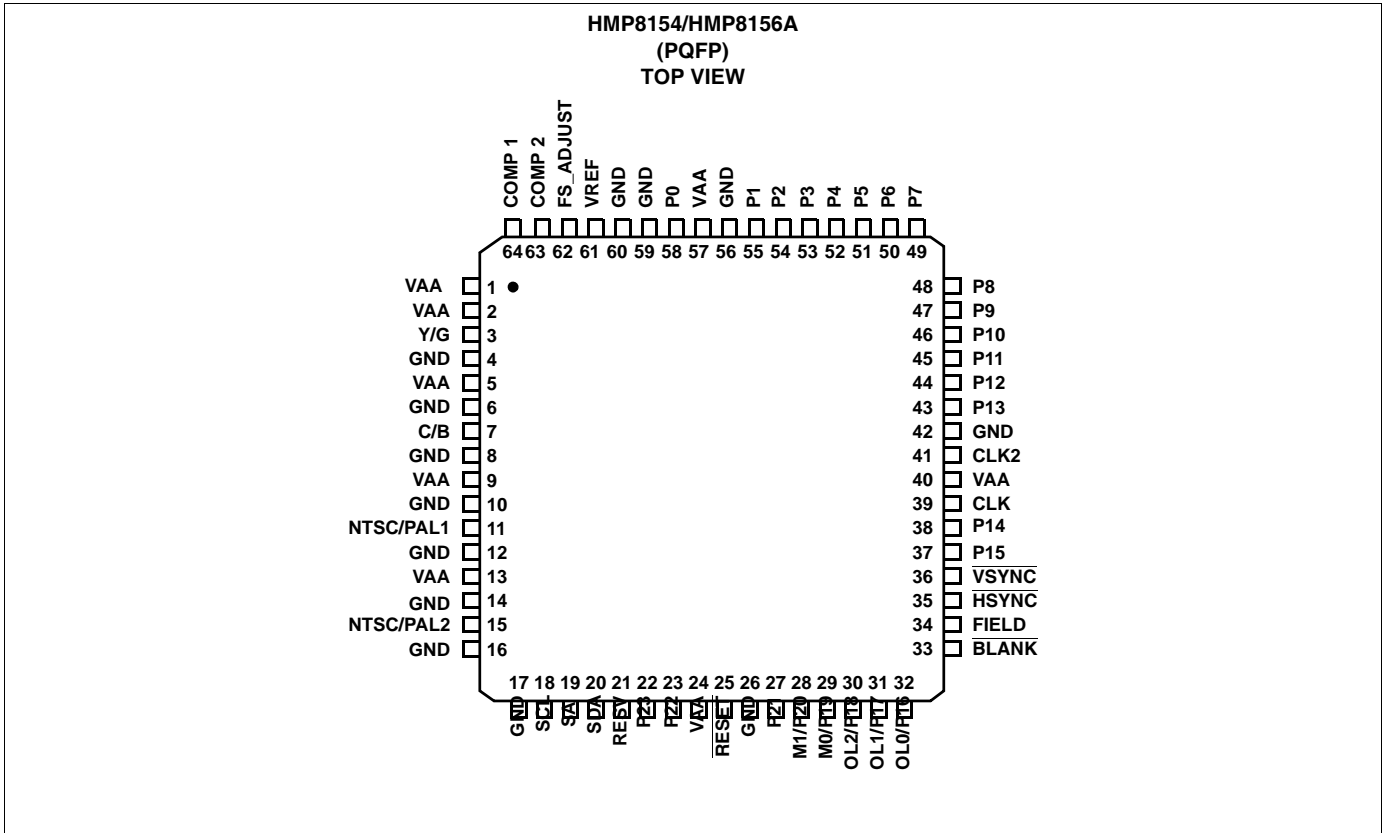 HMP8154/HMP8156A
(PQFP)
TOP VIEW
COMP 1
COMP 2
FS_ADJUST
VREF
GND
GND
P0
VAA
GND
P1
P2
P3
P4
P5
P6
P7
64 63 62 61 60 59 58 57 56 55 54 53 52 51 50 49
VAA 1 48 P8
VAA 2 47 P9
Y/G 3 46 P10
GND 4 45 P11
VAA 5 44 P12
GND 6 43 P13
C/B 7 42 GND
GND 8 41 CLK2
VAA 9 40 VAA
GND 10 39 CLK
NTSC/PAL1 11 38 P14
GND 12 37 P15
VAA 13 36 VSYNC
GND 14 35 HSYNC
NTSC/PAL2 15 34 FIELD
GND 16 33 BLANK
17 18 19 20 21 22 23 24 25 26 27 28 29 30 31 32
GND
SCL
SA
SDA
RESV
P23
P22
VAA
RESET
GND
P21
M1/P20
M0/P19
OL2/P18
OL1/P17
OL0/P16